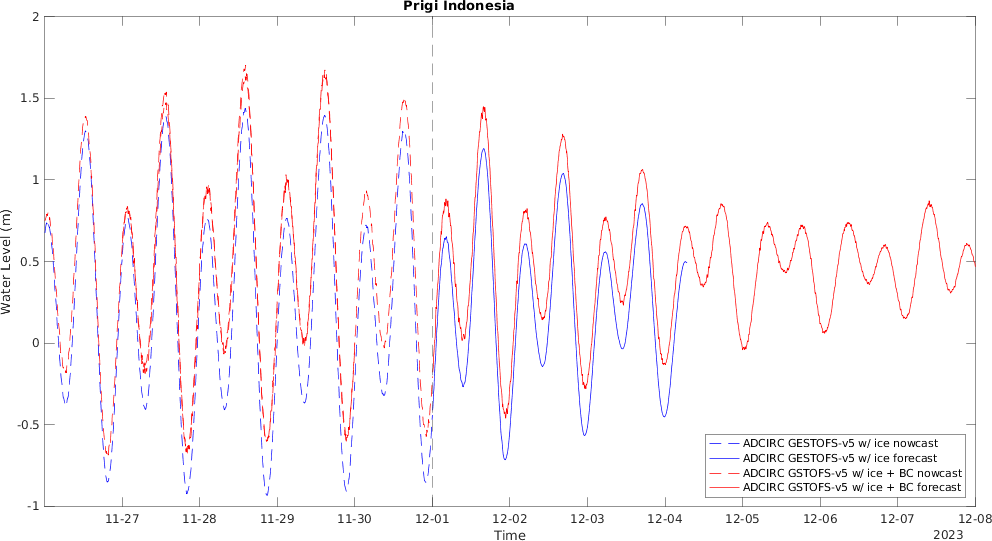 Prigi Indonesia
2
1.5
1
0.5
0
-0.5
-1
Water Level (m)
11-27
11-28
11-29
11-30
12-01
12-02
12-03
12-04
12-05
12-06
12-07
12-08
Time
2023
ADCIRC GESTOFS-v5 w/ ice nowcast
ADCIRC GESTOFS-v5 w/ ice forecast
ADCIRC GSTOFS-v5 w/ ice + BC nowcast
ADCIRC GSTOFS-v5 w/ ice + BC forecast